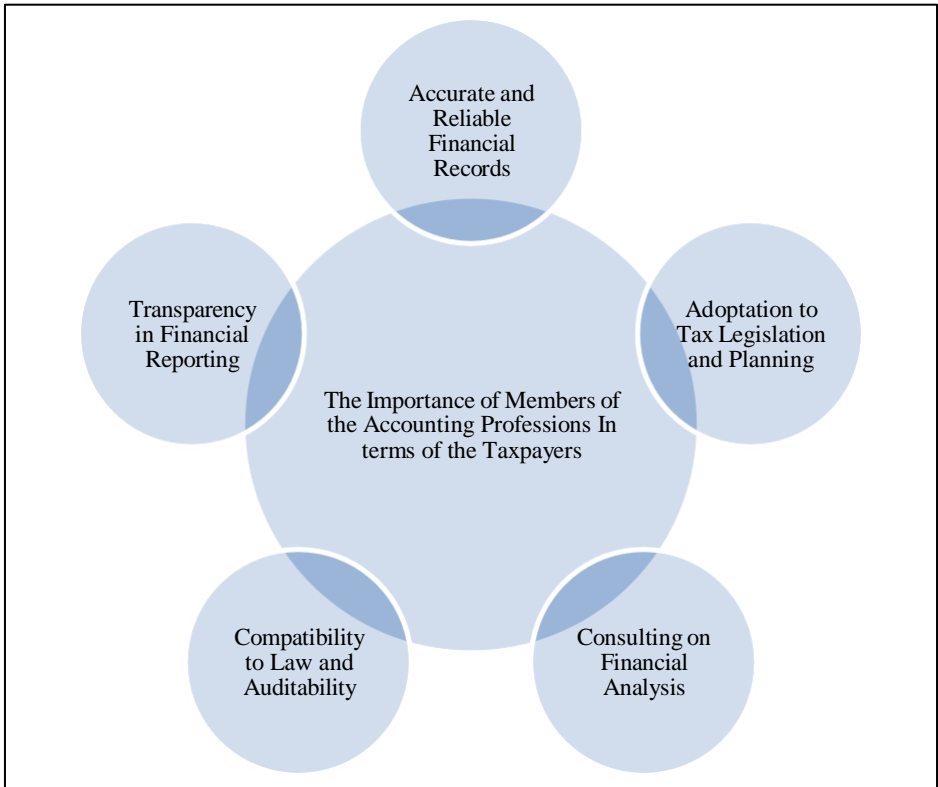 Accurate and
Reliable
Financial
Records
Transparency
in Financial
Reporting
Adoptation to
Tax Legislation
and Planning
The Importance of Members of
the Accounting Professions In
terms of the Taxpayers
Compatibility
to Law and
Auditability
Consulting on
Financial
Analysis